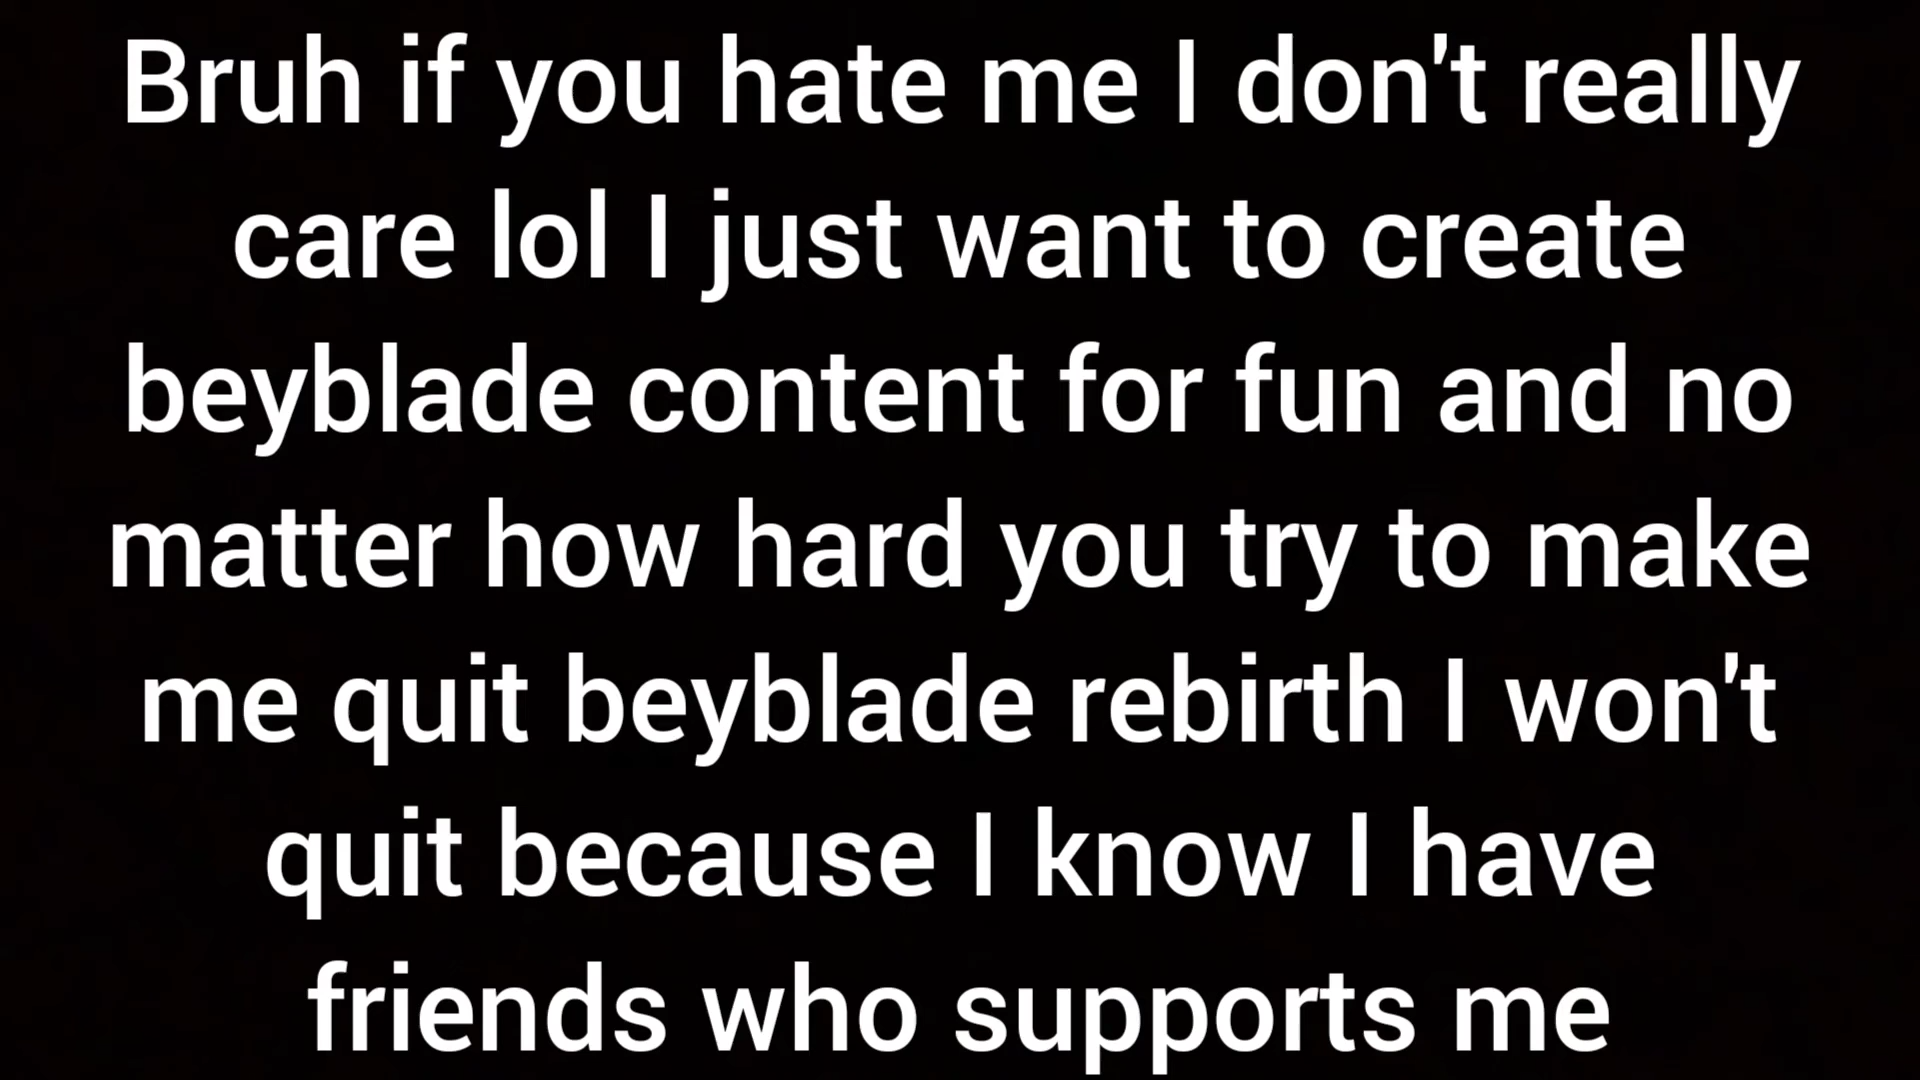 Bruh if you hate me I don't really
care lol I just want to create
beyblade content for fun and no
matter how hard you try to make
me quit beyblade rebirth I won't
quit because I know I have
friends who supports me